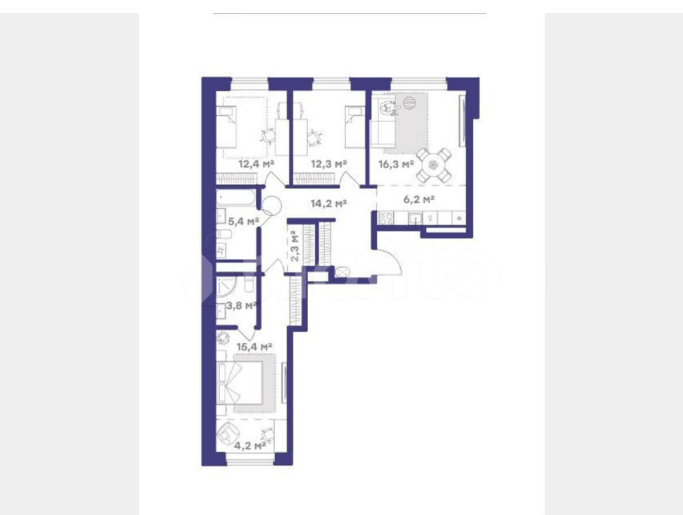 12,4 м²
12,3 м²
16,3 м²
6,2 м²
14,2 м²
5,4 м²
2,3 м²
3,8 м²
15,4 м²
4,2 м²